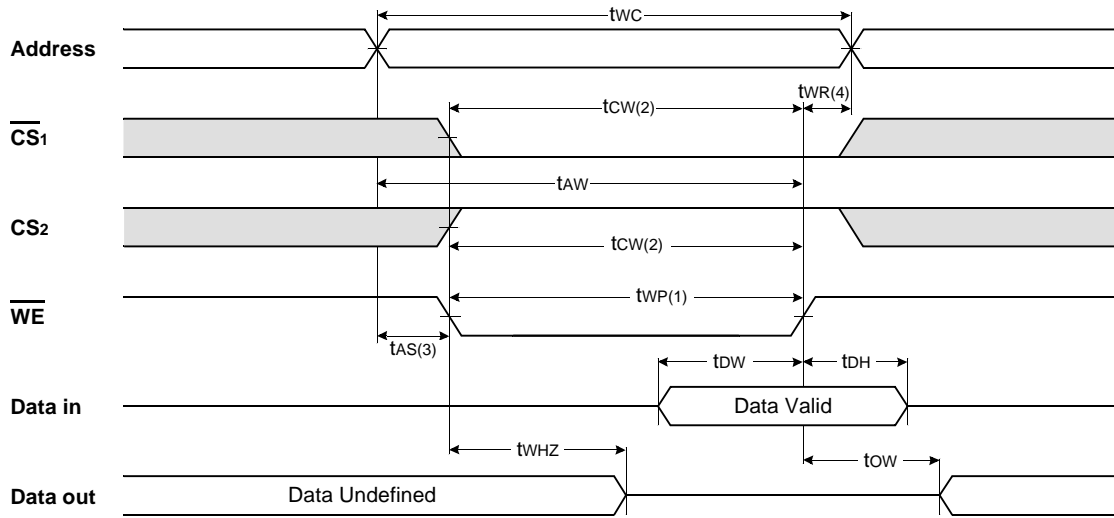 tWC
Address
tCW(2) tWR(4)
CS1
tAW
CS2
tCW(2)
tWP(1)
WE
tAS(3)
tDW tDH
Data in Data Valid
tWHZ tOW
Data out Data Undefined